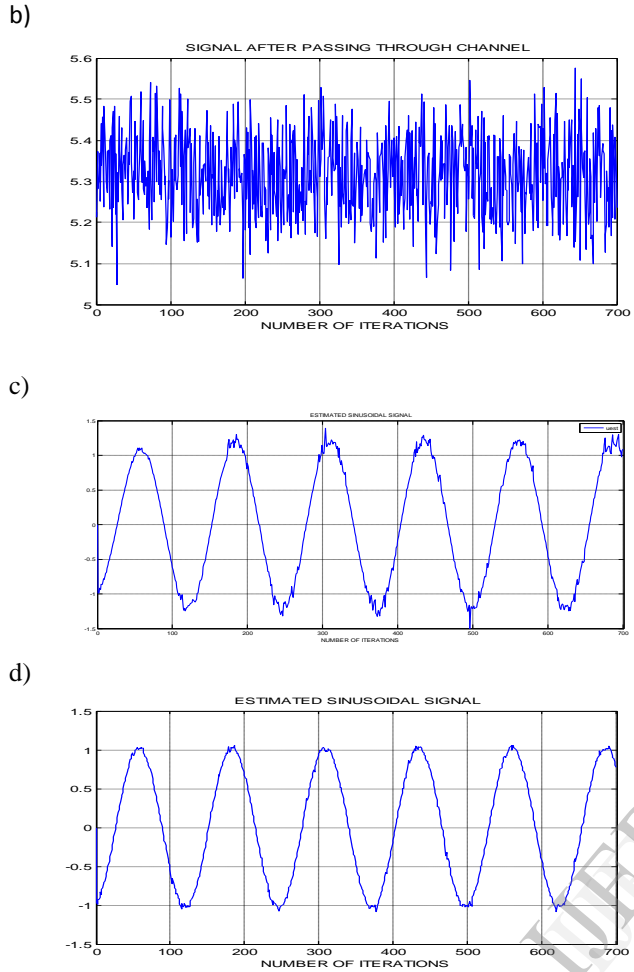 b)
SIGNAL AFTER PASSING THROUGH CHANNEL
5.6
5.5
5.4
5.3
5.2
5.1
5
0 100 200 300 400 500 600 700
NUMBER OF ITERATIONS
c)
ESTIMATED SINUSOIDAL SIGNAL
1.5
1
0.5
0
-0.5
-1
-1.5
0 100 200 300 400 500 600 700
NUMBER OF ITERATIONS
d)
ESTIMATED SINUSOIDAL SIGNAL
1.5
1
0.5
0
-0.5
-1
-1.5
0 100 200 300 400 500 600 700
NUMBER OF ITERATIONS